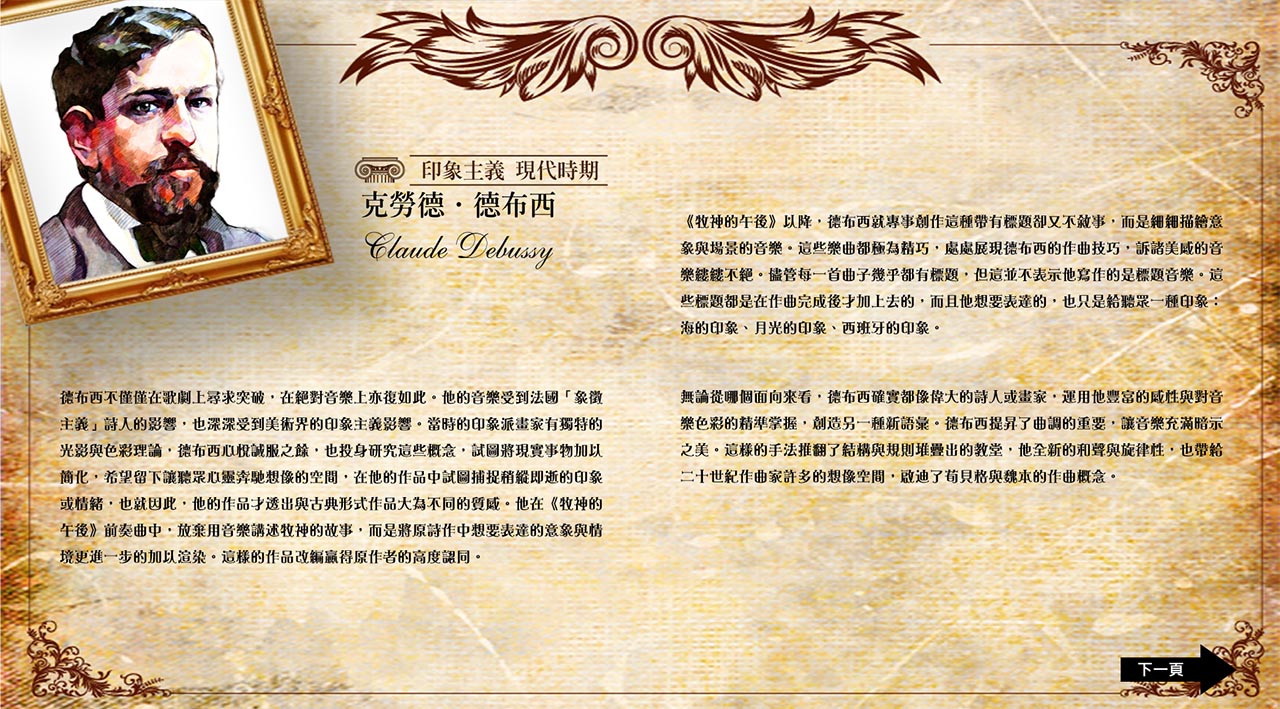 印象主義 現代時期
克勞德·德布西
Claude Debussy
德布西不僅僅在歌劇上尋求突破，在絕對音樂上亦復如此。他的音樂受到法國「象徵
主義」詩人的影響，也深深受到美術界的印象主義影響。當時的印象派畫家有獨特的
光影與色彩理論，德布西心悅誠服之餘，也投身研究這些概念，試圖將現實事物加以
簡化，希望留下讓聽眾心靈奔馳想像的空間，在他的作品中試圖捕捉稍縱即逝的印象
或情緒，也就因此，他的作品才透出與古典形式作品大為不同的質感。他在《牧神的
午後》前奏曲中，放棄用音樂講述牧神的故事，而是將原詩作中想要表達的意象與情
境更進一步的加以渲染。這樣的作品改編贏得原作者的高度認同。
《牧神的午後》以降，德布西就專事創作這種帶有標題卻又不敘事，而是細細描繪意
象與場景的音樂。這些樂曲都極為精巧，處處展現德布西的作曲技巧，訴諸美感的音
樂縷縷不絕。儘管每一首曲子幾乎都有標題，但這並不表示他寫作的是標題音樂。這
些標題都是在作曲完成後才加上去的，而且他想要表達的，也只是給聽眾一種印象：
海的印象、月光的印象、西班牙的印象。
無論從哪個面向來看，德布西確實都像偉大的詩人或畫家，運用他豐富的感性與對音
樂色彩的精準掌握，創造另一種新語彙。德布西提昇了曲調的重要，讓音樂充滿暗示
之美。這樣的手法推翻了結構與規則堆疊出的教堂，他全新的和聲與旋律性，也帶給
二十世紀作曲家許多的想像空間，啟迪了荀貝格與魏本的作曲概念。
下一頁